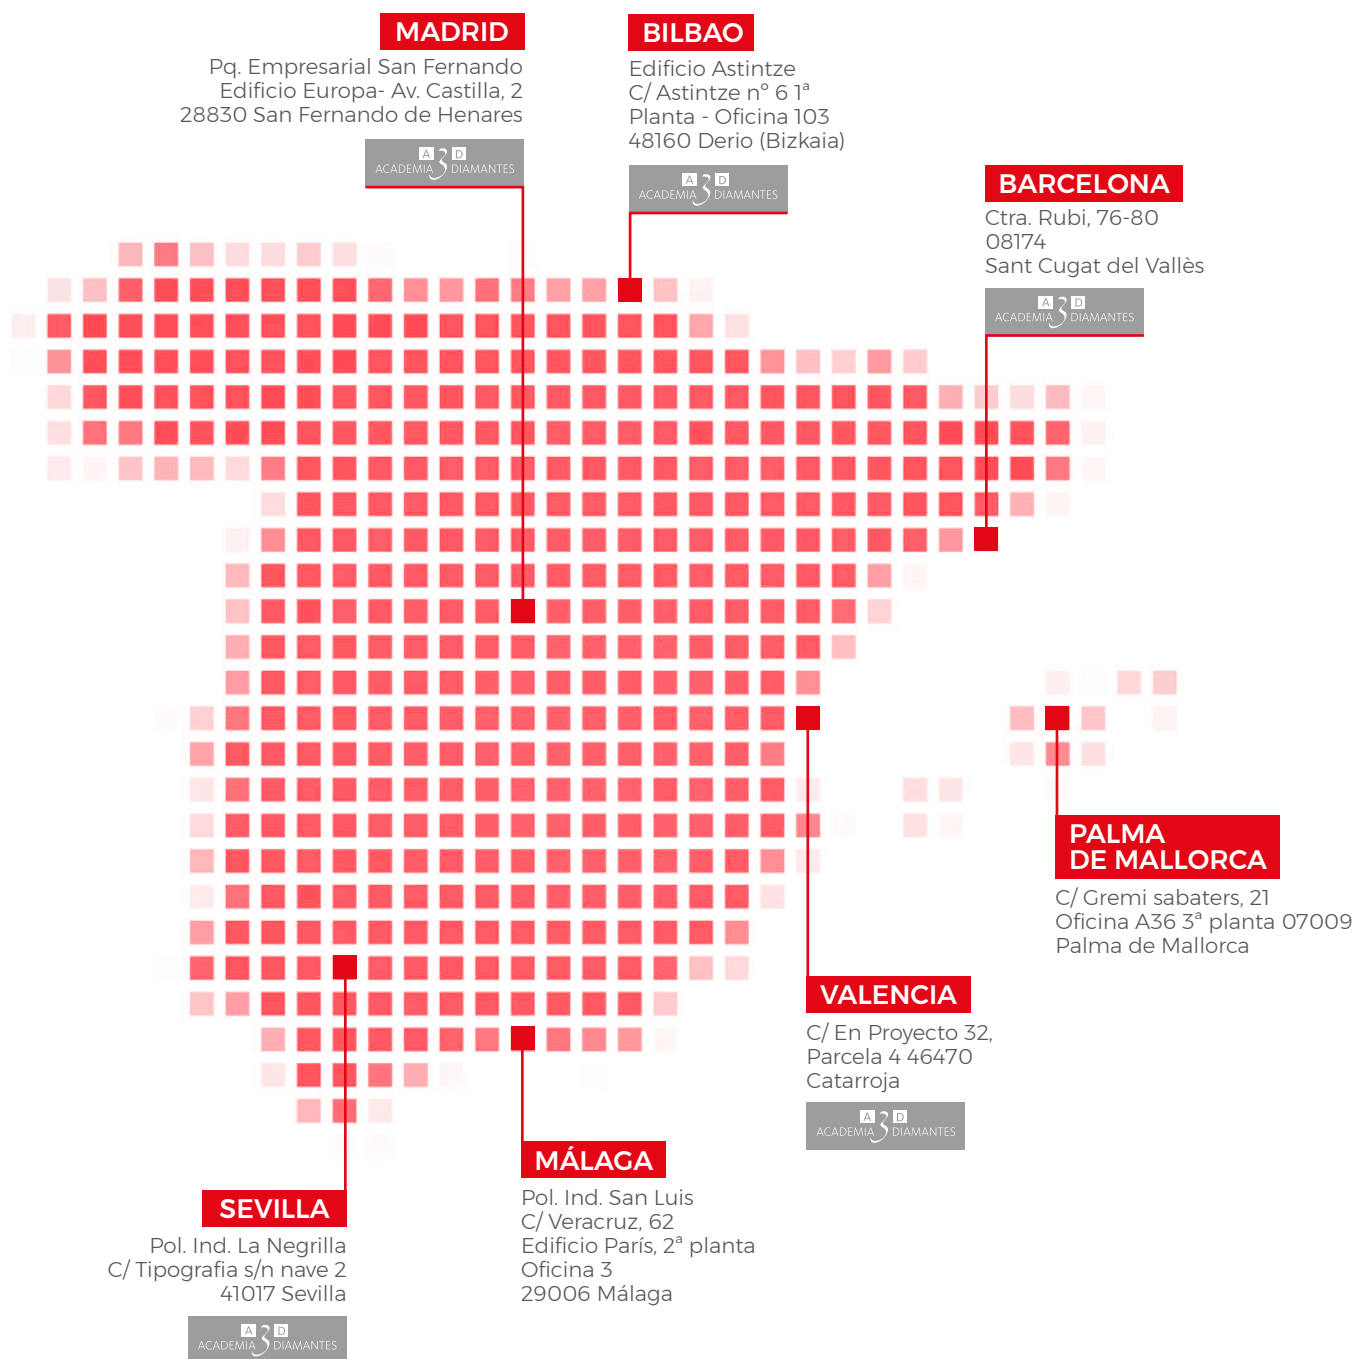 MADRID
Pq. Empresarial San Fernando
Edificio Europa- Av. Castilla, 2
28830 San Fernando de Henares
A 3 D
ACADEMIA DIAMANTES
BILBAO
Edificio Astintze
C/ Astintze nº 6 1ª
Planta - Oficina 103
48160 Derio (Bizkaia)
A 3 D
ACADEMIA DIAMANTES
BARCELONA
Ctra. Rubi, 76-80
08174
Sant Cugat del Vallès
A 3 D
ACADEMIA DIAMANTES
PALMA
DE MALLORCA
C/ Gremi sabaters, 21
Oficina A36 3ª planta 07009
Palma de Mallorca
VALENCIA
C/ En Proyecto 32,
Parcela 4 46470
Catarroja
A 3 D
ACADEMIA DIAMANTES
MÁLAGA
Pol. Ind. San Luis
C/ Veracruz, 62
Edificio París, 2ª planta
Oficina 3
29006 Málaga
SEVILLA
Pol. Ind. La Negrilla
C/ Tipografia s/n nave 2
41017 Sevilla
A 3 D
ACADEMIA DIAMANTES